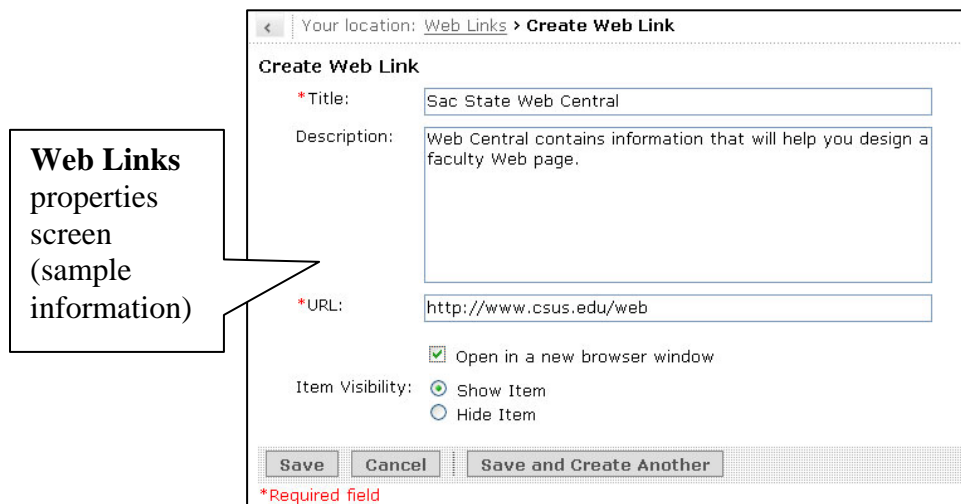 Your location: Web Links > Create Web Link
Create Web Link
*Title: Sac State Web Central
Description: Web Central contains information that will help you design a
faculty Web page.
Web Links
properties
screen
(sample
information)
*URL: http://www.csus.edu/web
Open in a new browser window
Item Visibility: Show Item
Hide Item
Save Cancel Save and Create Another
*Required field